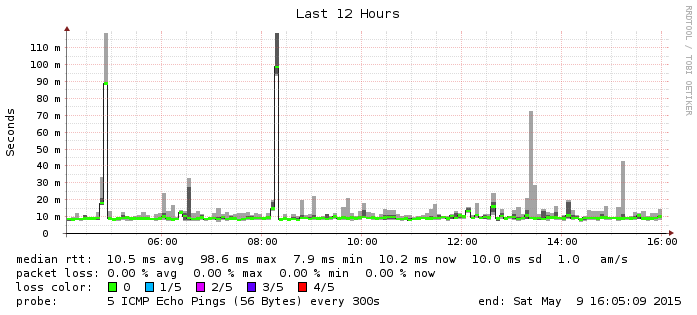 Last 12 Hours
RRDTOOL / TOBI OETIKER
Seconds
110 m
100 m
90 m
80 m
70 m
60 m
50 m
40 m
30 m
20 m
10 m
0
06:00 08:00 10:00 12:00 14:00 16:00
median rtt: 10.5 ms avg 98.6 ms max 7.9 ms min 10.2 ms now 10.0 ms sd 1.0 am/s
packet loss: 0.00 % avg 0.00 % max 0.00 % min 0.00 % now
loss color: 0 1/5 2/5 3/5 4/5
probe: 5 ICMP Echo Pings (56 Bytes) every 300s end: Sat May 9 16:05:09 2015